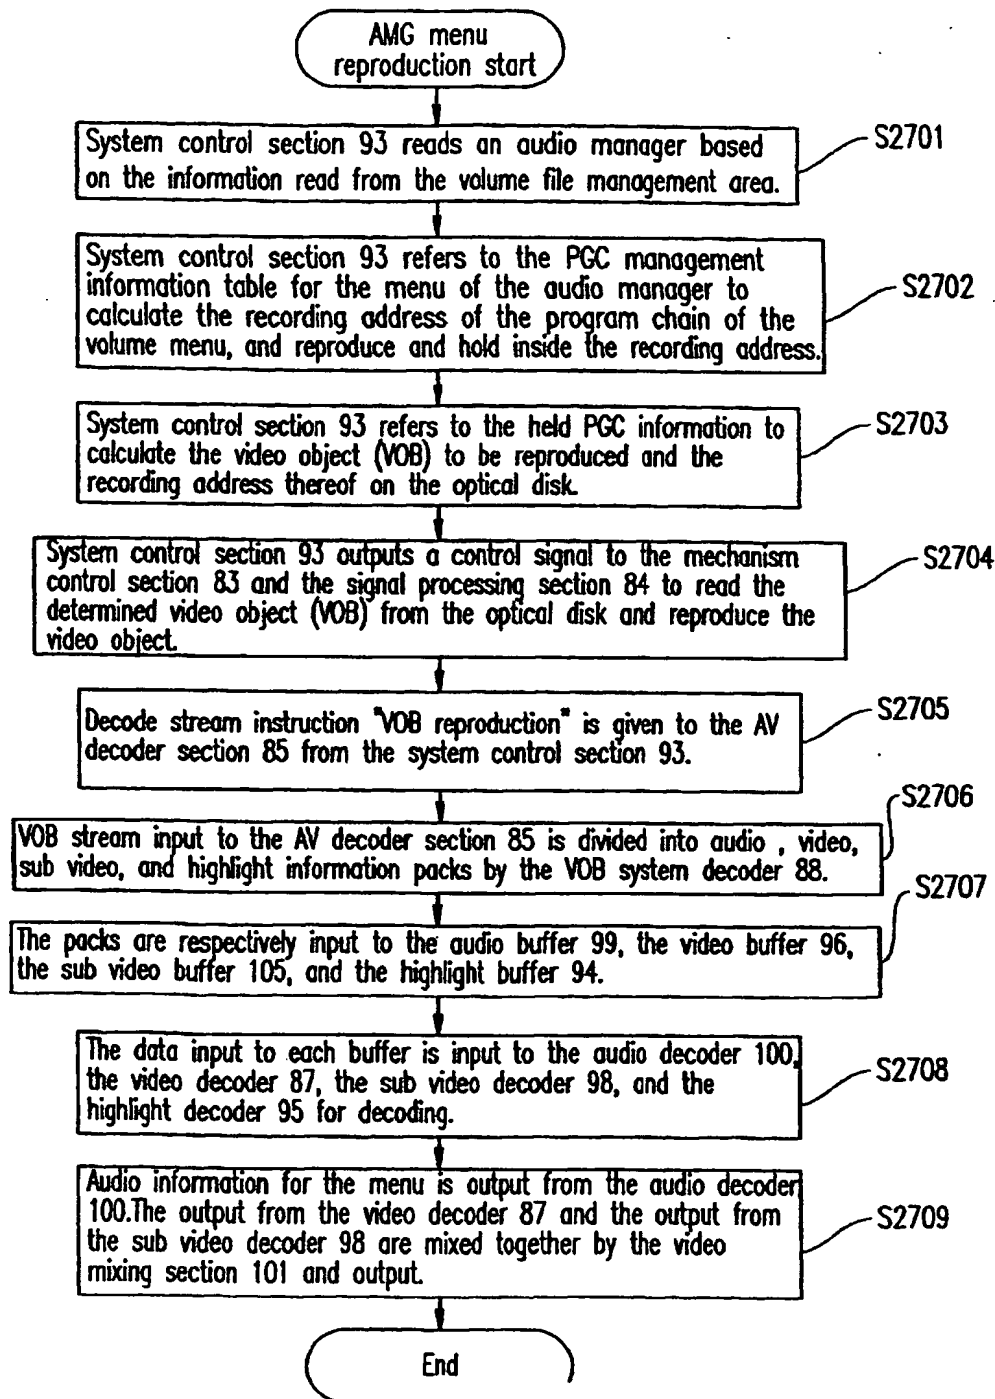 AMG menu
reproduction start
System control section 93 reads an audio manager based
on the information read from the volume file management area.
S2701
System control section 93 refers to the PGC management
information table for the menu of the audio manager to
calculate the recording address of the program chain of the
volume menu, and reproduce and hold inside the recording address.
S2702
System control section 93 refers to the held PGC information to
calculate the video object (VOB) to be reproduced and the
recording address thereof on the optical disk.
S2703
System control section 93 outputs a control signal to the mechanism
control section 83 and the signal processing section 84 to read the
determined video object (VOB) from the optical disk and reproduce the
video object.
S2704
Decode stream instruction "VOB reproduction" is given to the AV
decoder section 85 from the system control section 93.
S2705
VOB stream input to the AV decoder section 85 is divided into audio , video,
sub video, and highlight information packs by the VOB system decoder 88.
S2706
The packs are respectively input to the audio buffer 99, the video buffer 96,
the sub video buffer 105, and the highlight buffer 94.
S2707
The data input to each buffer is input to the audio decoder 100,
the video decoder 87, the sub video decoder 98, and the
highlight decoder 95 for decoding.
S2708
Audio information for the menu is output from the audio decoder
100.The output from the video decoder 87 and the output from
the sub video decoder 98 are mixed together by the video
mixing section 101 and output.
S2709
End